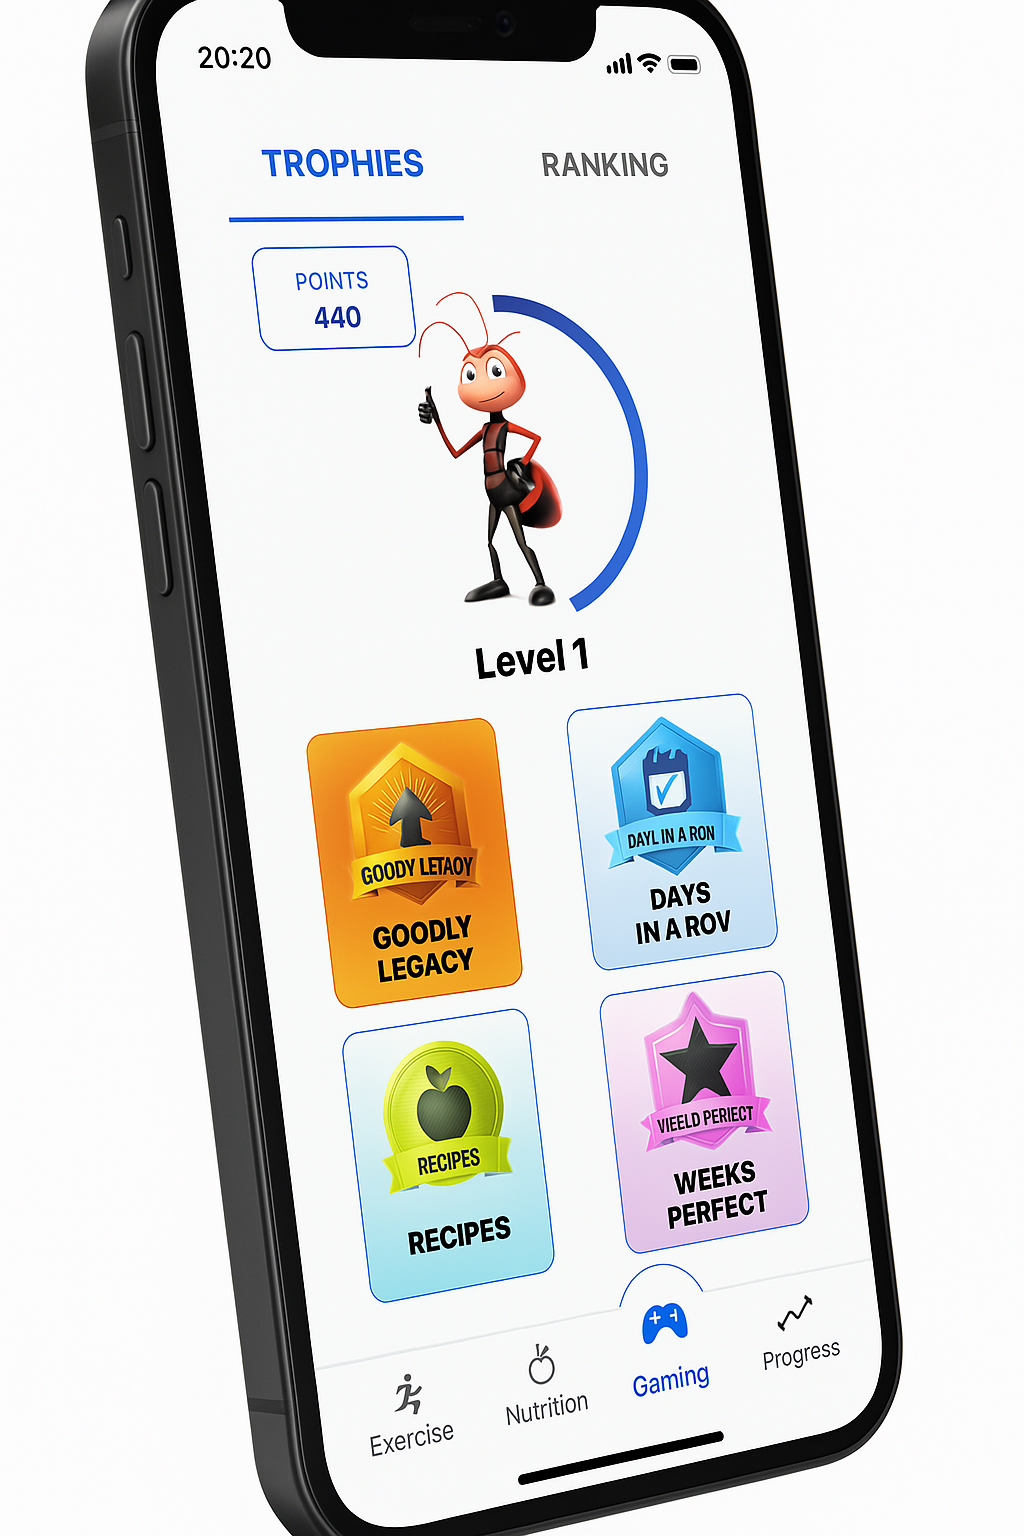 20:20
TROPHIES
RANKING
POINTS
440
Level 1
GOODY LETAOY
GOODLY
LEGACY
DAYL IN A RON
DAYS
IN A ROV
RECIPES
RECIPES
VIEELD PERIECT
WEEKS
PERFECT
Exercise
Nutrition
Gaming
Progress